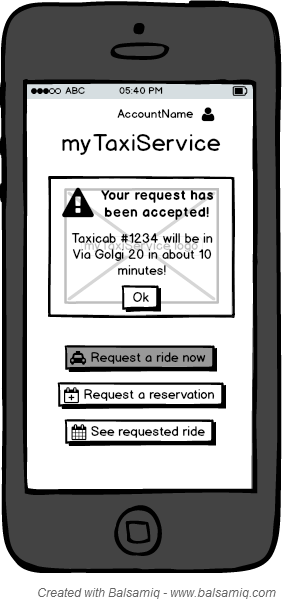 ABC 05:40 PM
AccountName
myTaxiService
Your request has
been accepted!
Taxicab #1234 will be in
myTaxiService logo
Via Golgi 20 in about 10
minutes!
Ok
Request a ride now
Request a reservation
See requested ride
Created with Balsamiq - www.balsamiq.com